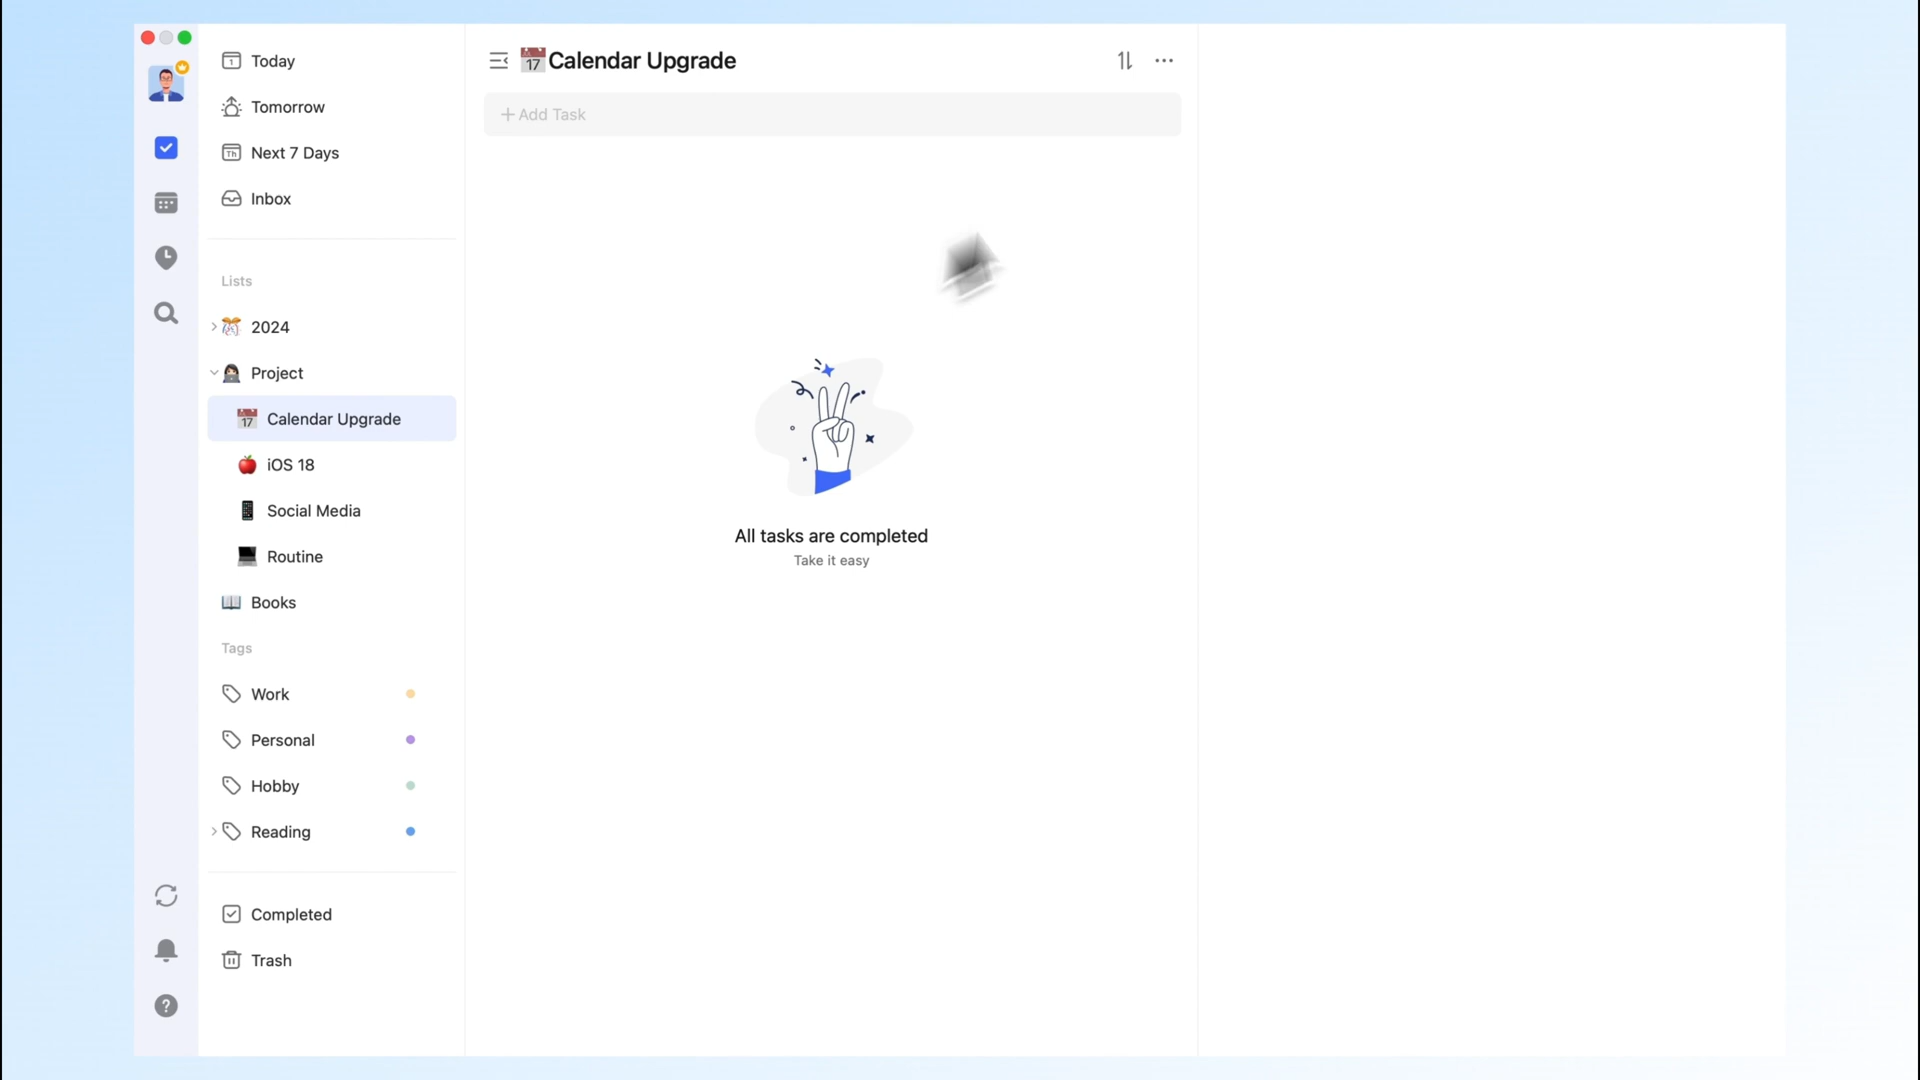 Today
Tomorrow
Next 7 Days
Inbox
Lists
2024
Project
Calendar Upgrade
iOS 18
Social Media
Routine
Books
Tags
Work
Personal
Hobby
Reading
Completed
Trash
17 Calendar Upgrade
+ Add Task
All tasks are completed
Take it easy